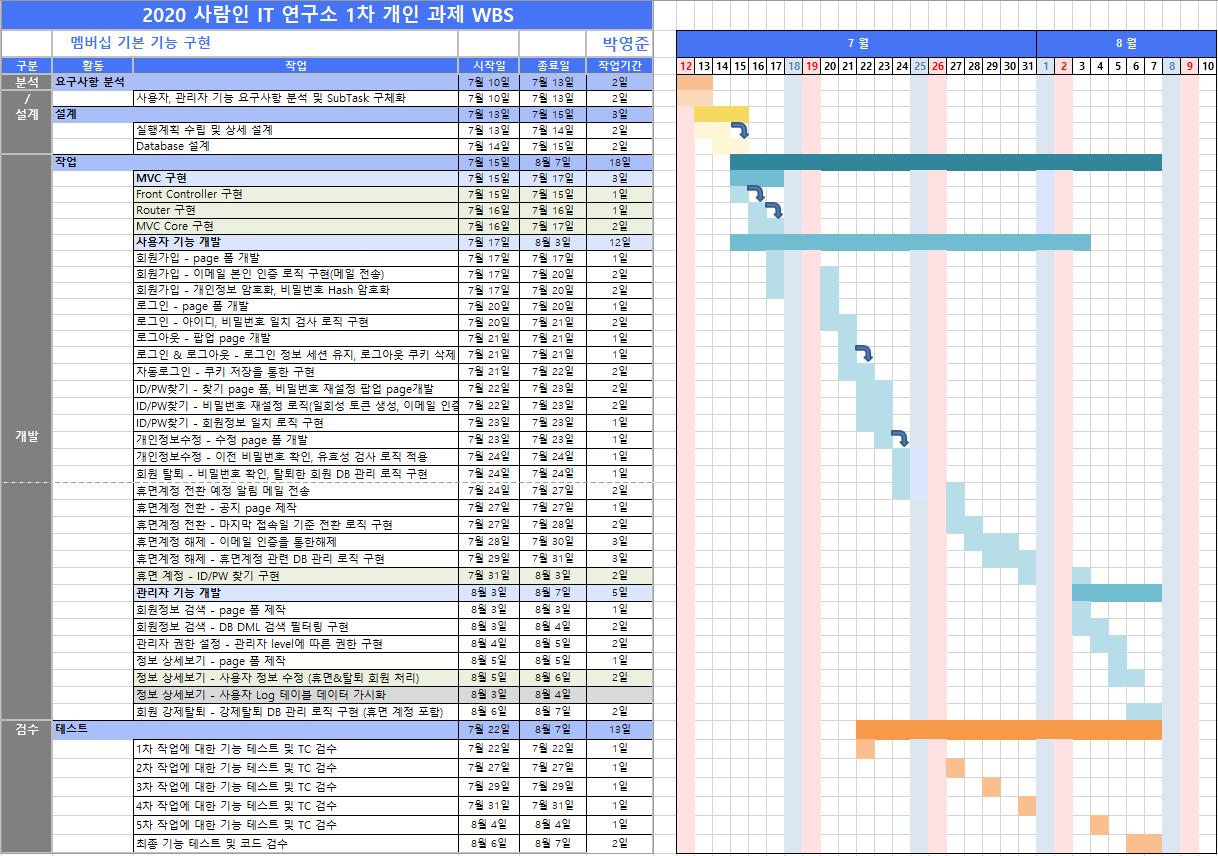 2020 사람인 IT 연구소 1차 개인 과제 WBS
멤버십 기본 기능 구현 박영준
7 월 8 월
구분 활동 작업 시작일 종료일 작업기간 12 13 14 15 16 17 18 19 20 21 22 23 24 25 26 27 28 29 30 31 1 2 3 4 5 6 7 8 9 10
분석 요구사항 분석 7월 10일 7월 13일 2일
/ 사용자, 관리자 기능 요구사항 분석 및 SubTask 구체화 7월 10일 7월 13일 2일
설계 설계 7월 13일 7월 15일 3일
실행계획 수립 및 상세 설계 7월 13일 7월 14일 2일
Database 설계 7월 14일 7월 15일 2일
작업 7월 15일 8월 7일 18일
MVC 구현 7월 15일 7월 17일 3일
Front Controller 구현 7월 15일 7월 15일 1일
Router 구현 7월 16일 7월 16일 1일
MVC Core 구현 7월 16일 7월 17일 2일
사용자 기능 개발 7월 17일 8월 3일 12일
회원가입 - page 폼 개발 7월 17일 7월 17일 1일
회원가입 - 이메일 본인 인증 로직 구현(메일 전송) 7월 17일 7월 20일 2일
회원가입 - 개인정보 암호화, 비밀번호 Hash 암호화 7월 17일 7월 20일 2일
로그인 - page 폼 개발 7월 20일 7월 20일 1일
로그인 - 아이디, 비밀번호 일치 검사 로직 구현 7월 20일 7월 21일 2일
로그아웃 - 팝업 page 개발 7월 21일 7월 21일 1일
로그인 & 로그아웃 - 로그인 정보 세션 유지, 로그아웃 쿠키 삭제 7월 21일 7월 21일 1일
자동로그인 - 쿠키 저장을 통한 구현 7월 21일 7월 22일 2일
ID/PW찾기 - 찾기 page 폼, 비밀번호 재설정 팝업 page개발 7월 22일 7월 23일 2일
ID/PW찾기 - 비밀번호 재설정 로직(일회성 토큰 생성, 이메일 인증 7월 22일 7월 23일 2일
ID/PW찾기 - 회원정보 일치 로직 구현 7월 23일 7월 23일 1일
개발 개인정보수정 - 수정 page 폼 개발 7월 23일 7월 23일 1일
개인정보수정 - 이전 비밀번호 확인, 유효성 검사 로직 적용 7월 24일 7월 24일 1일
회원 탈퇴 - 비밀번호 확인, 탈퇴한 회원 DB 관리 로직 구현 7월 24일 7월 24일 1일
휴면계정 전환 예정 알림 메일 전송 7월 24일 7월 27일 2일
휴면계정 전환 - 공지 page 제작 7월 27일 7월 27일 1일
휴면계정 전환 - 마지막 접속일 기준 전환 로직 구현 7월 27일 7월 28일 2일
휴면계정 해제 - 이메일 인증을 통한해제 7월 28일 7월 30일 3일
휴면계정 해제 - 휴면계정 관련 DB 관리 로직 구현 7월 29일 7월 31일 3일
휴면 계정 - ID/PW 찾기 구현 7월 31일 8월 3일 2일
관리자 기능 개발 8월 3일 8월 7일 5일
회원정보 검색 - page 폼 제작 8월 3일 8월 3일 1일
회원정보 검색 - DB DML 검색 필터링 구현 8월 3일 8월 4일 2일
관리자 권한 설정 - 관리자 level에 따른 권한 구현 8월 4일 8월 5일 2일
정보 상세보기 - page 폼 제작 8월 5일 8월 5일 1일
정보 상세보기 - 사용자 정보 수정 (휴면&탈퇴 회원 처리) 8월 5일 8월 6일 2일
정보 상세보기 - 사용자 Log 테이블 데이터 가시화 8월 3일 8월 4일
회원 강제탈퇴 - 강제탈퇴 DB 관리 로직 구현 (휴면 계정 포함) 8월 6일 8월 7일 2일
검수 테스트 7월 22일 8월 7일 13일
1차 작업에 대한 기능 테스트 및 TC 검수 7월 22일 7월 22일 1일
2차 작업에 대한 기능 테스트 및 TC 검수 7월 27일 7월 27일 1일
3차 작업에 대한 기능 테스트 및 TC 검수 7월 29일 7월 29일 1일
4차 작업에 대한 기능 테스트 및 TC 검수 7월 31일 7월 31일 1일
5차 작업에 대한 기능 테스트 및 TC 검수 8월 4일 8월 4일 1일
최종 기능 테스트 및 코드 검수 8월 6일 8월 7일 2일